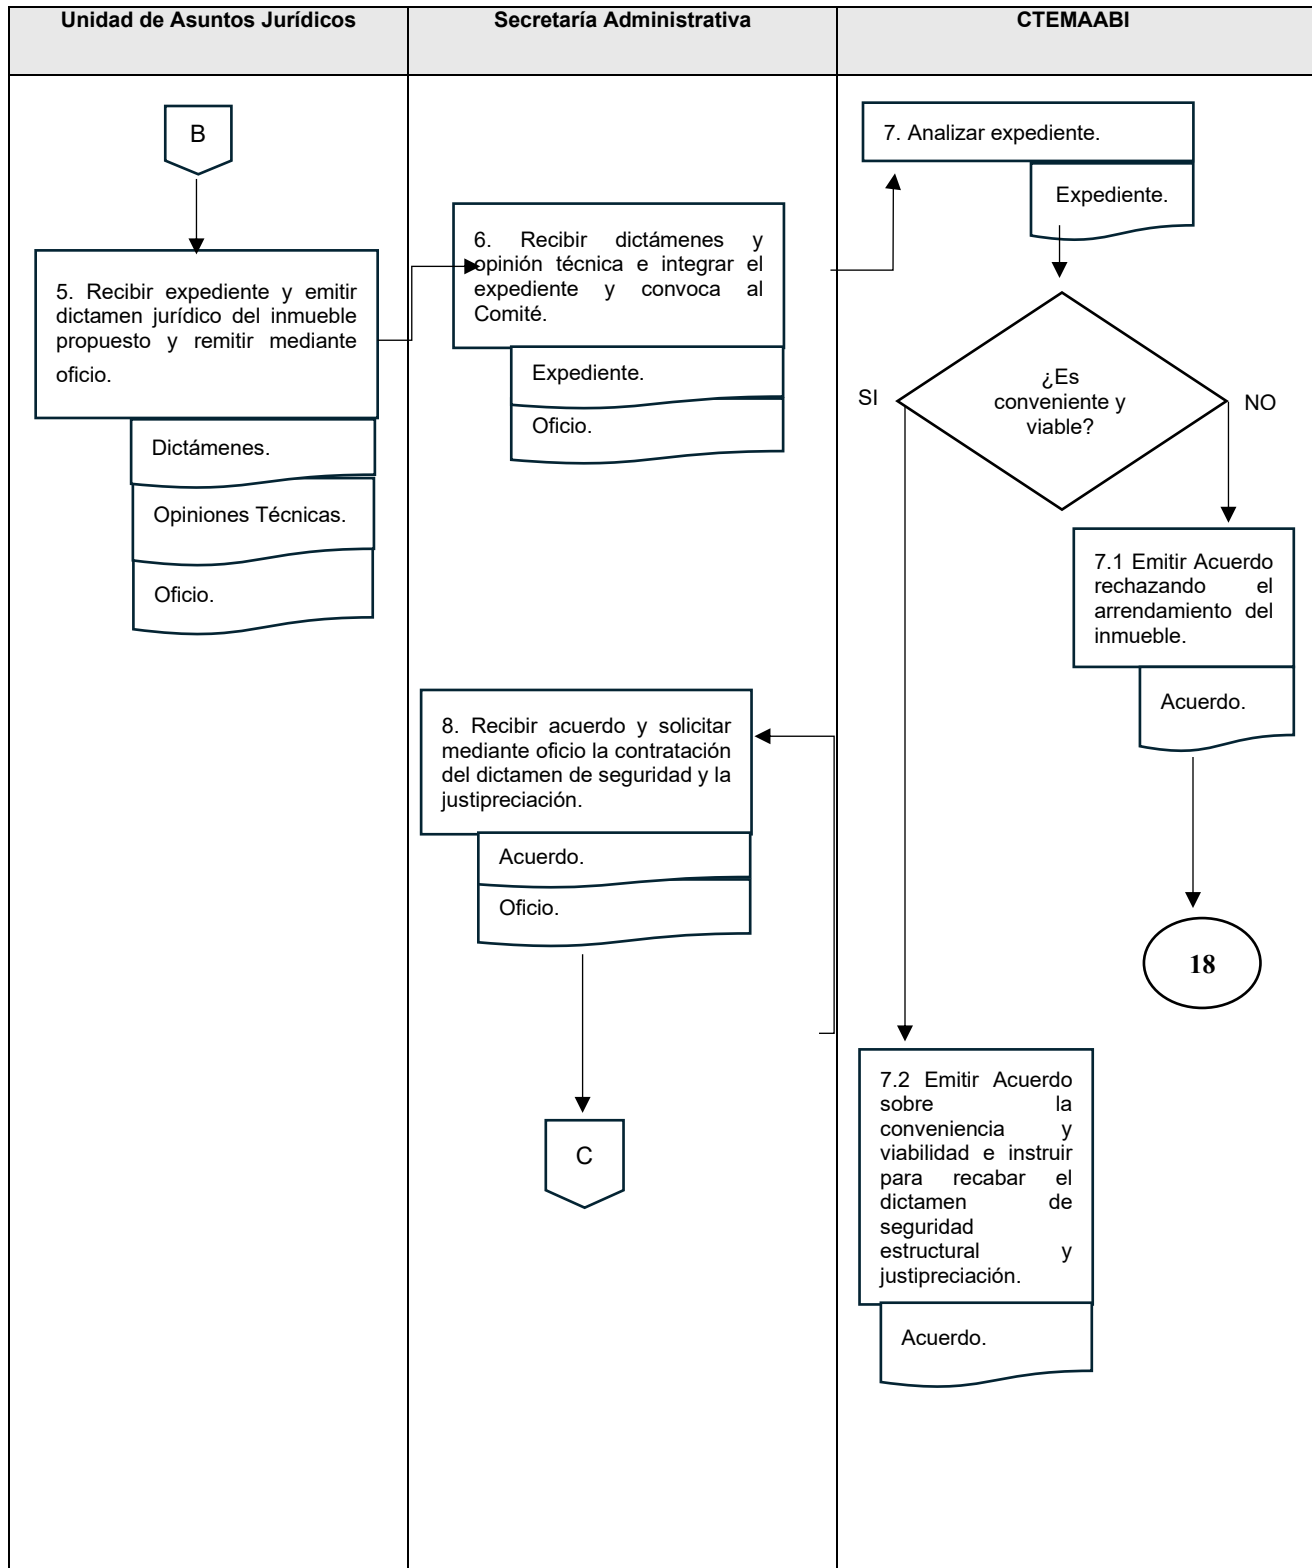 Unidad de Asuntos Jurídicos
Secretaría Administrativa
CTEMAABI
B
5. Recibir expediente y emitir
dictamen jurídico del inmueble
propuesto y remitir mediante
oficio.
Dictámenes.
Opiniones Técnicas.
Oficio.
6. Recibir dictámenes y
opinión técnica e integrar el
expediente y convoca al
Comité.
Expediente.
Oficio.
7. Analizar expediente.
Expediente.
¿Es
conveniente y
viable?
SI
NO
7.1 Emitir Acuerdo
rechazando el
arrendamiento del
inmueble.
Acuerdo.
18
7.2 Emitir Acuerdo
sobre la
conveniencia y
viabilidad e instruir
para recabar el
dictamen de
seguridad
estructural y
justipreciación.
Acuerdo.
8. Recibir acuerdo y solicitar
mediante oficio la contratación
del dictamen de seguridad y la
justipreciación.
Acuerdo.
Oficio.
C